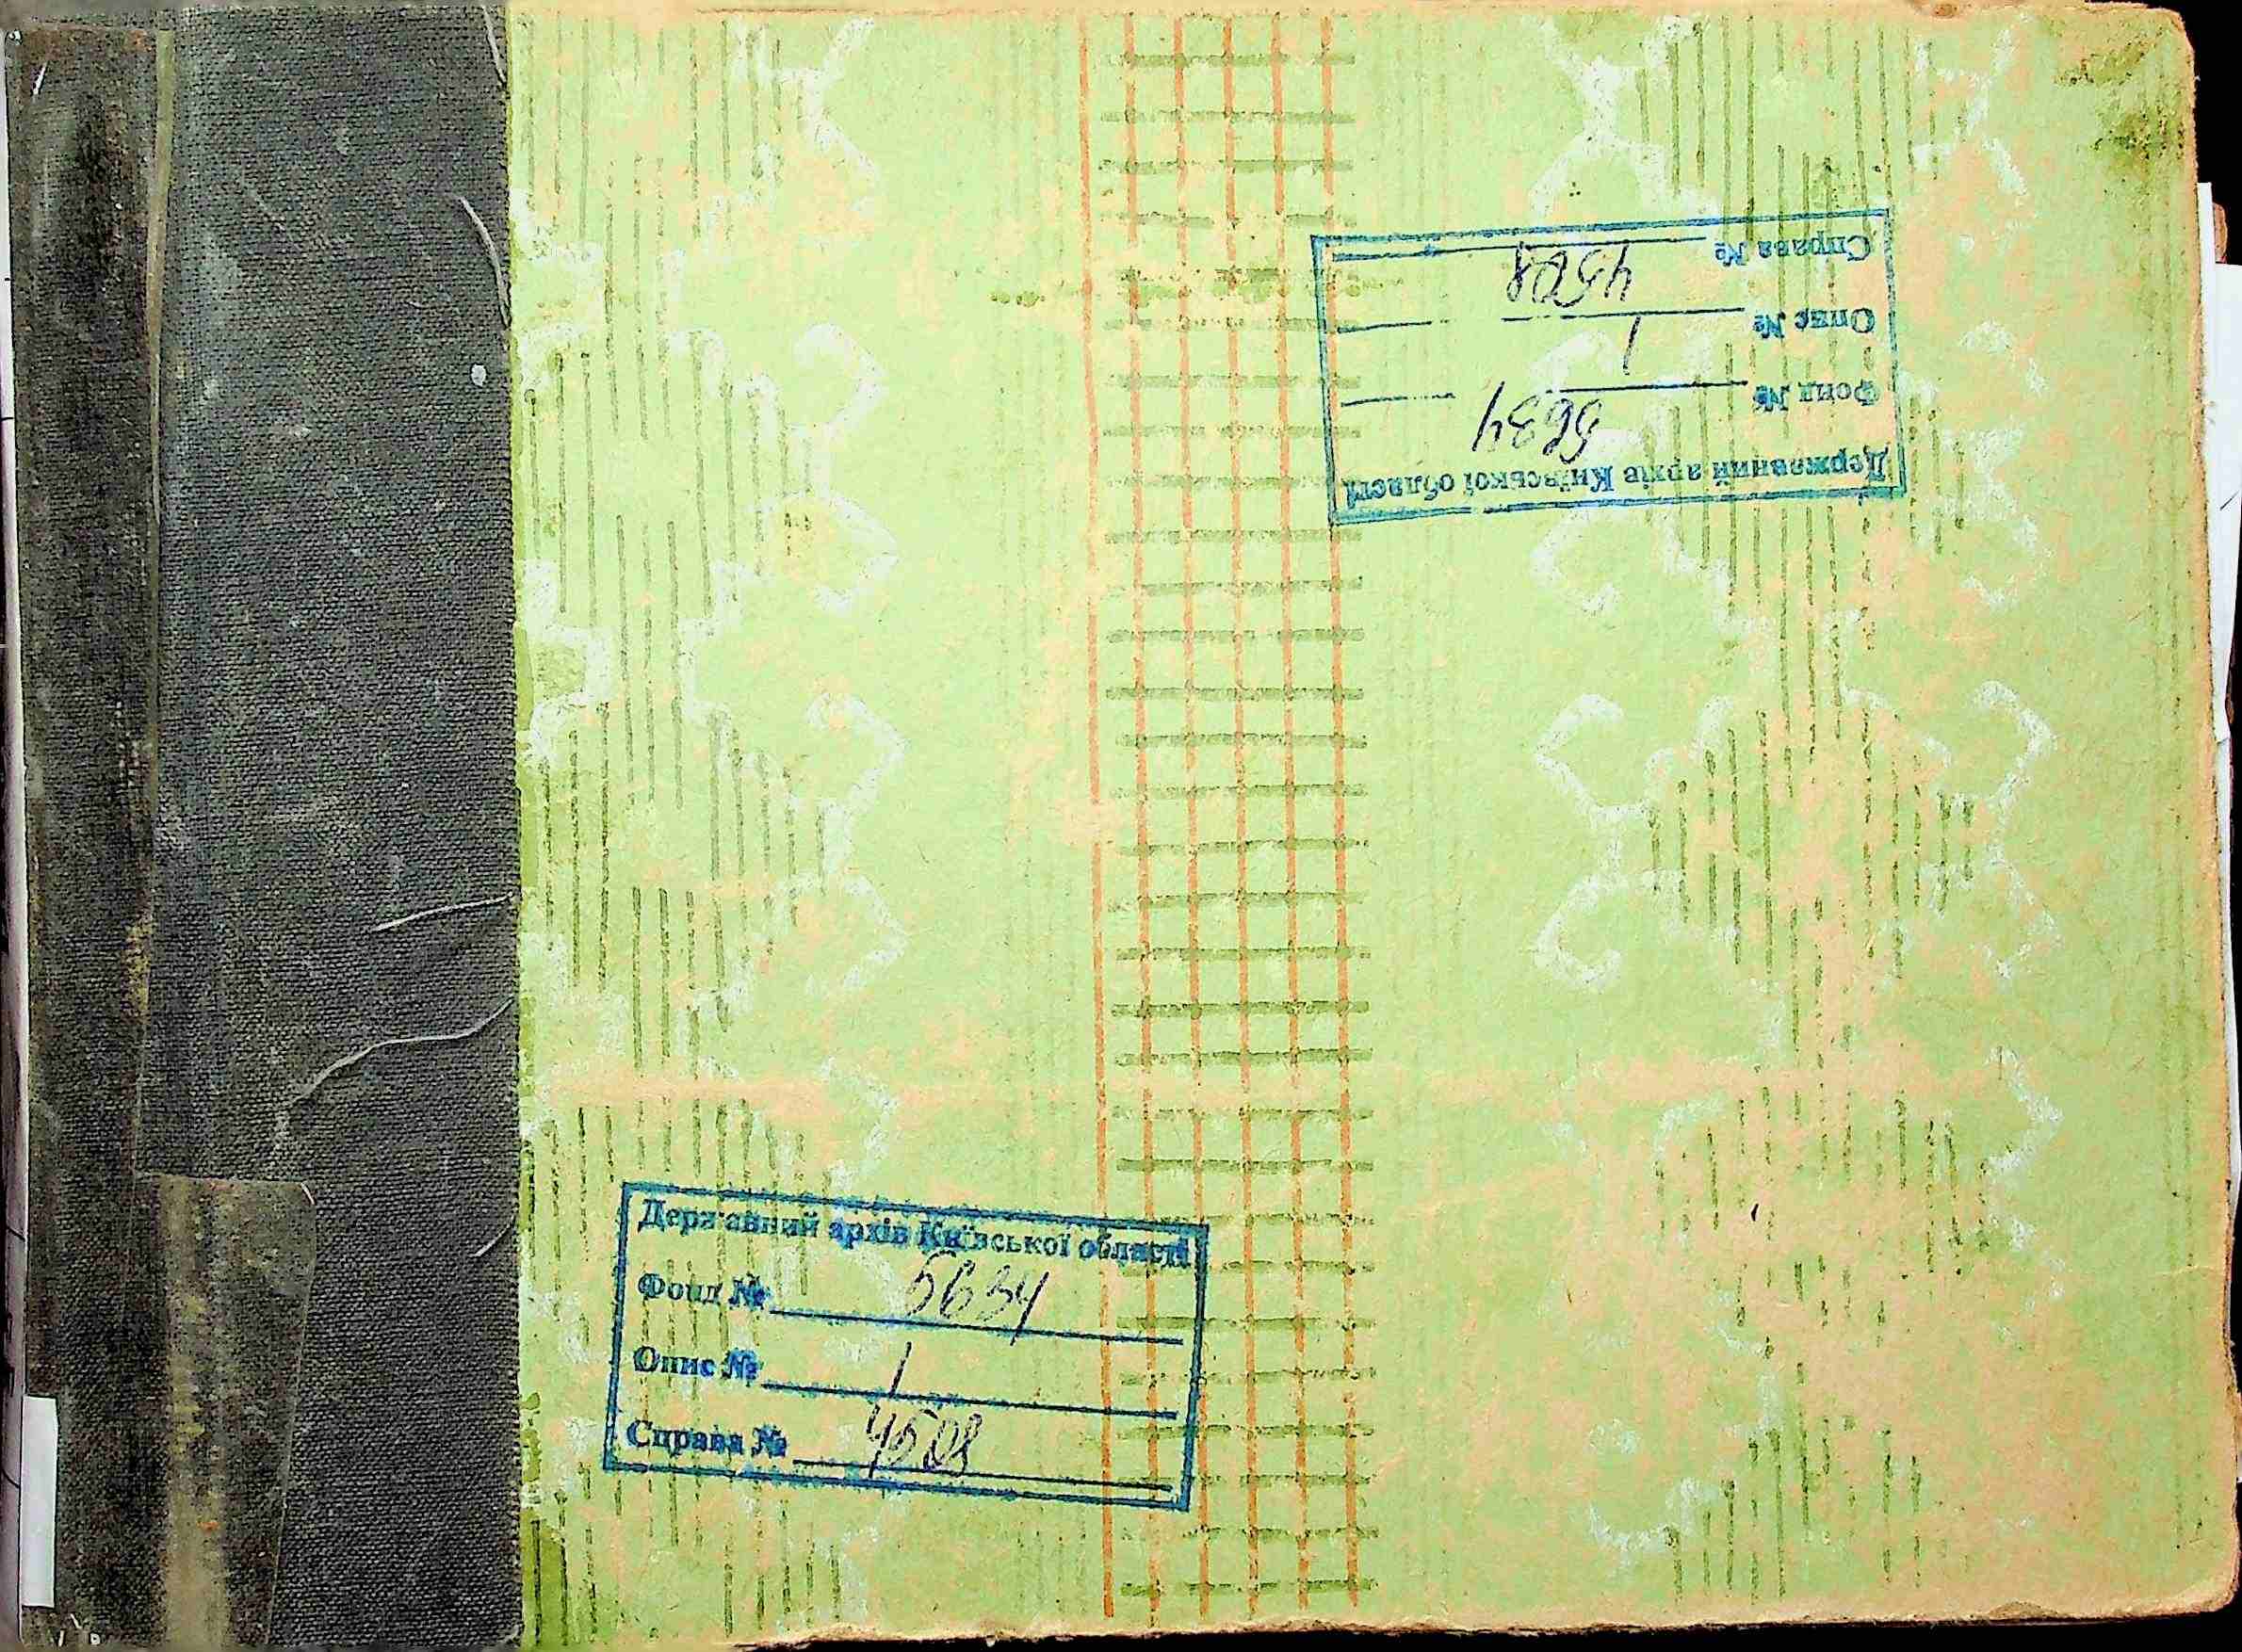 Справа № 4508
Опис № 1
Фонд № 5634
Державний архів Київської області
Державний архів Київської області
Фонд № 5634
Опис № 1
Справа № 4508